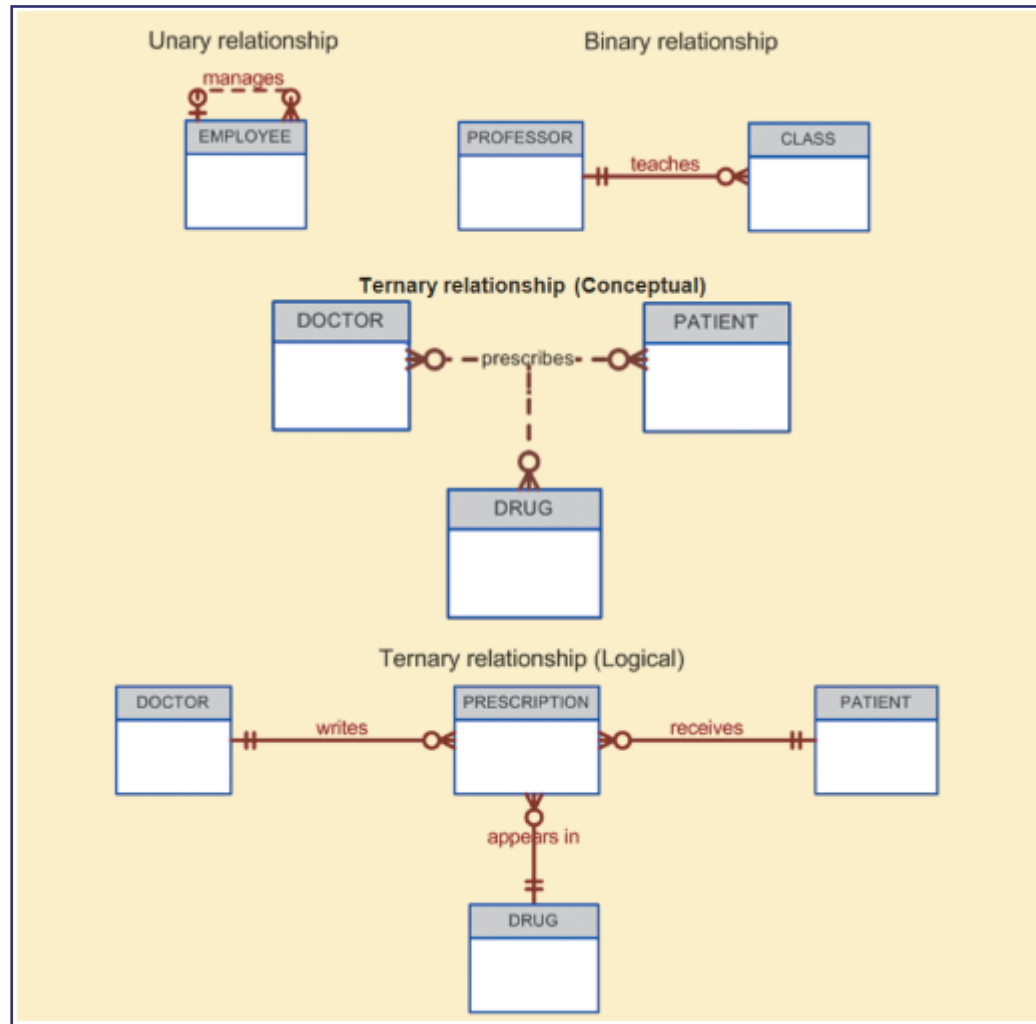 Unary relationship
Binary relationship
manages
EMPLOYEE
PROFESSOR
CLASS
teaches
Ternary relationship (Conceptual)
DOCTOR
PATIENT
prescribes
DRUG
Ternary relationship (Logical)
DOCTOR
PRESCRIPTION
PATIENT
writes
receives
appears in
DRUG